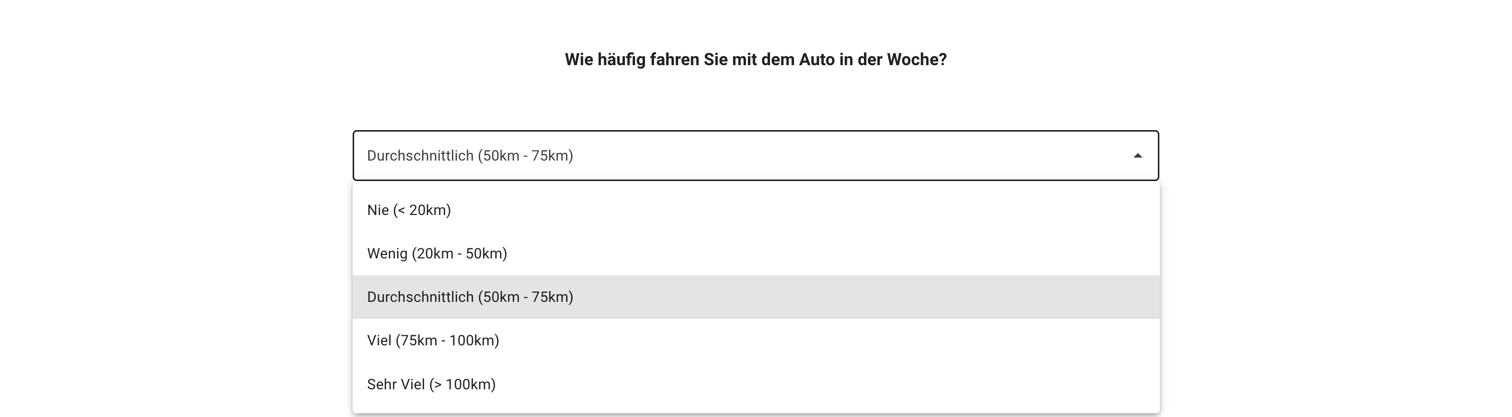 Wie häufig fahren Sie mit dem Auto in der Woche?
Durchschnittlich (50km - 75km)
Nie (< 20km)
Wenig (20km - 50km)
Durchschnittlich (50km - 75km)
Viel (75km - 100km)
Sehr Viel (> 100km)